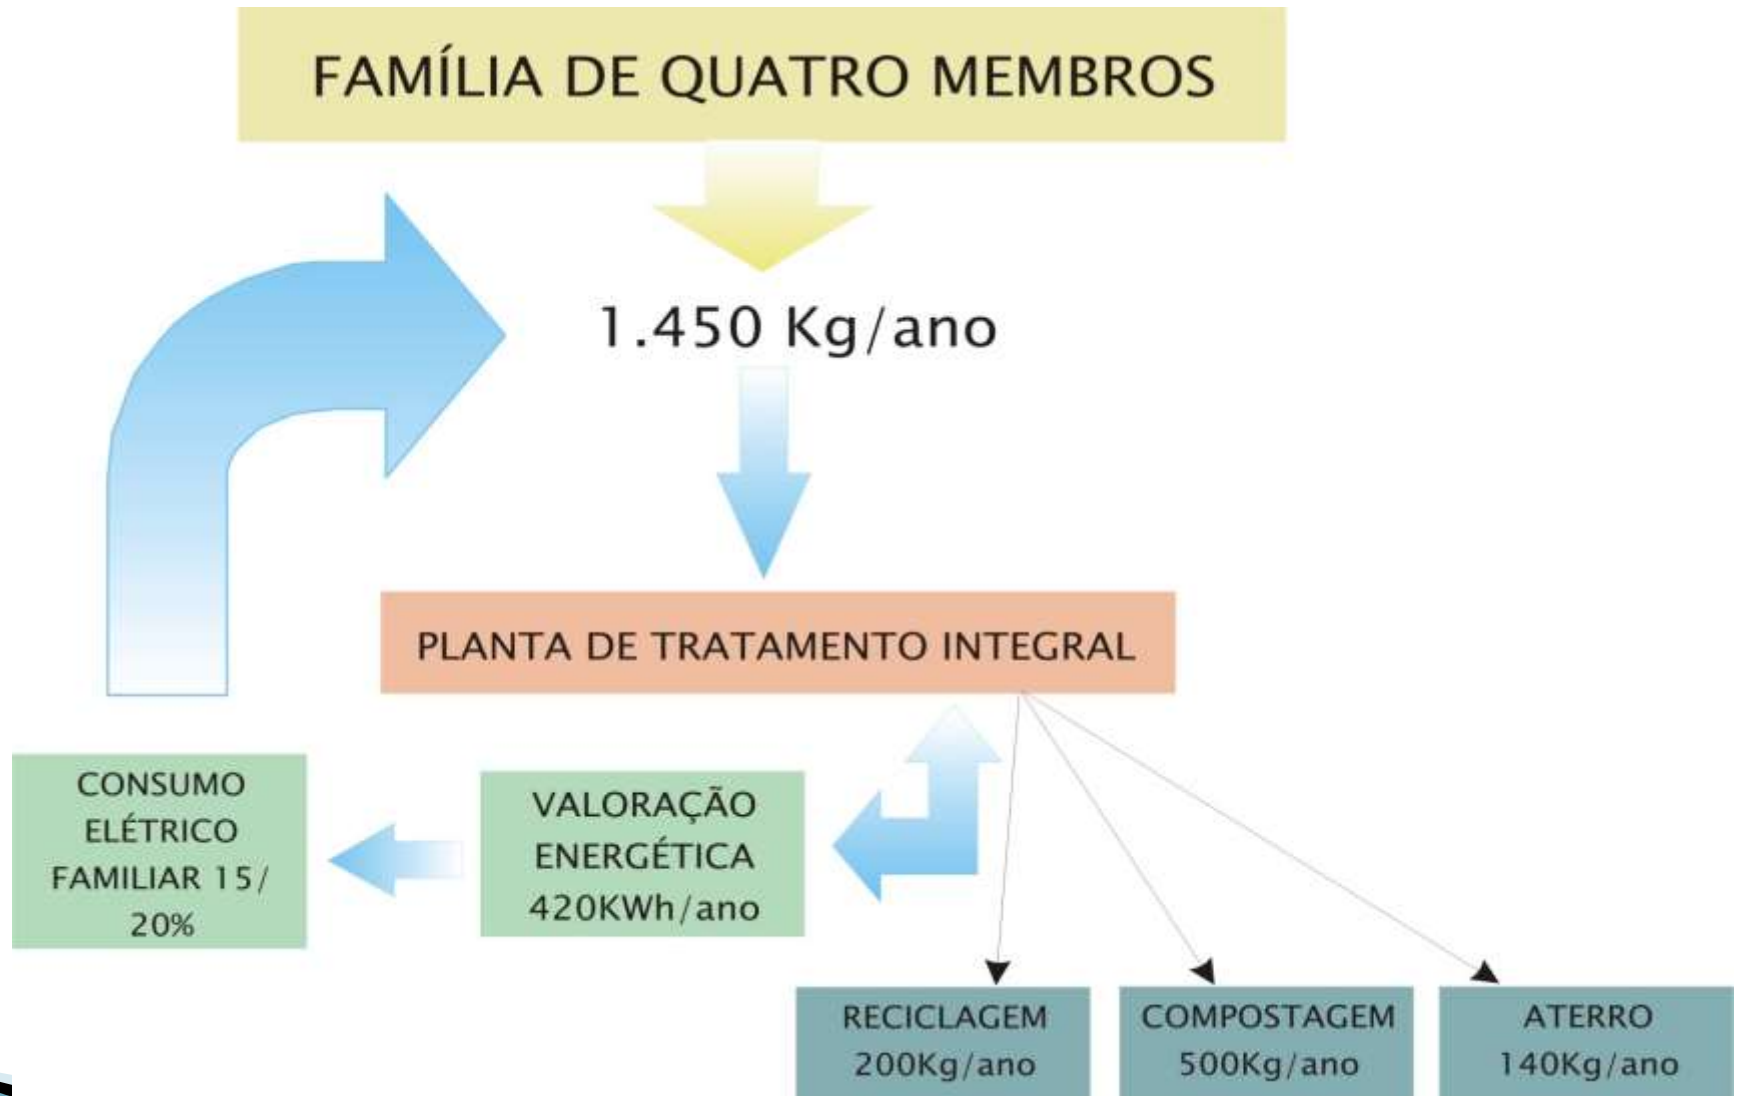 FAMÍLIA DE QUATRO MEMBROS
1.450 Kg/ano
PLANTA DE TRATAMENTO INTEGRAL
CONSUMO
ELÉTRICO
FAMILIAR 15/
20%
VALORAÇÃO
ENERGÉTICA
420KWh/ano
RECICLAGEM
200Kg/ano
COMPOSTAGEM
500Kg/ano
ATERRO
140Kg/ano